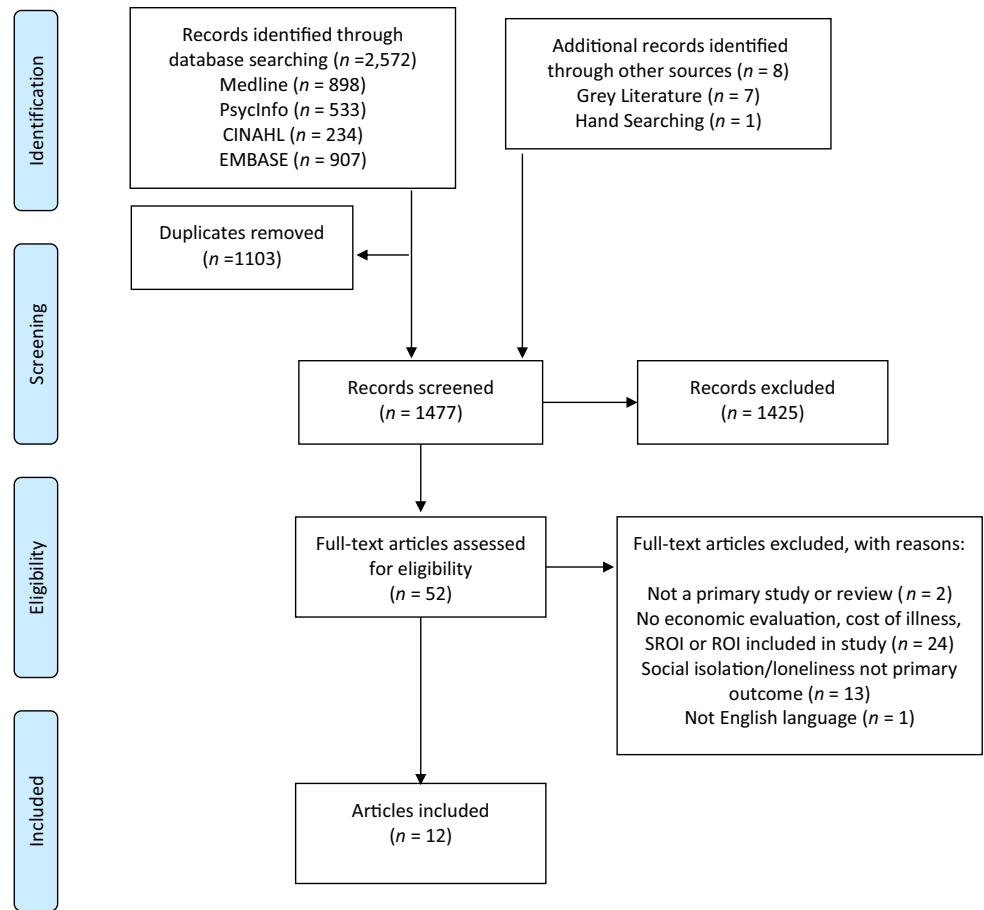 Identification
Records identified through
database searching (n =2,572)
Medline (n = 898)
PsycInfo (n = 533)
CINAHL (n = 234)
EMBASE (n = 907)
Additional records identified
through other sources (n = 8)
Grey Literature (n = 7)
Hand Searching (n = 1)
Duplicates removed
(n =1103)
Screening
Records screened
(n = 1477)
Records excluded
(n = 1425)
Eligibility
Full-text articles assessed
for eligibility
(n = 52)
Full-text articles excluded, with reasons:
Not a primary study or review (n = 2)
No economic evaluation, cost of illness,
SROI or ROI included in study (n = 24)
Social isolation/loneliness not primary
outcome (n = 13)
Not English language (n = 1)
Included
Articles included
(n = 12)